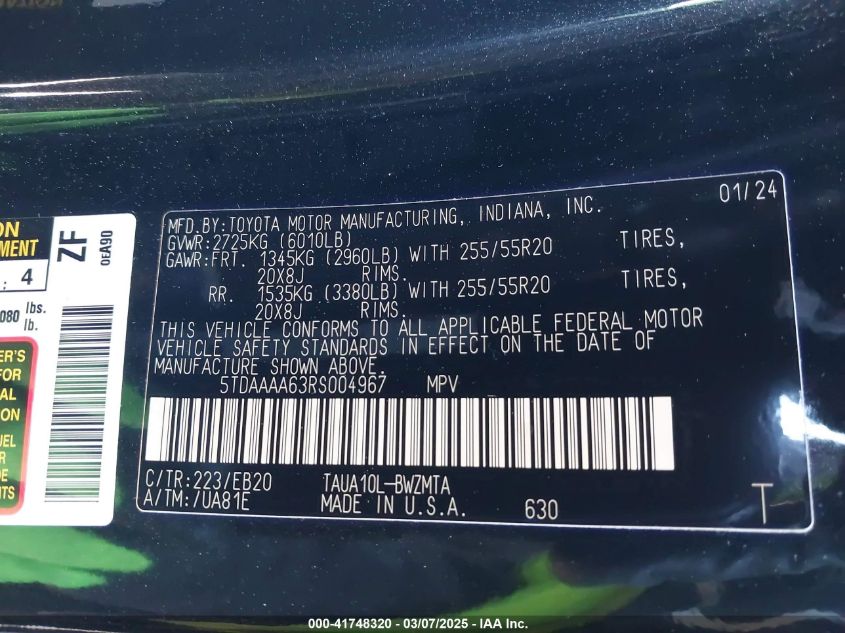 MFD.BY:TOYOTA MOTOR MANUFACTURING, INDIANA, INC. 01/24
GVWR:2725KG (6010LB)
GAWR:FRT. 1345KG (2960LB) WITH 255/55R20 TIRES,
20X8J RIMS.
RR. 1535KG (3380LB) WITH 255/55R20 TIRES,
20X8J RIMS.
THIS VEHICLE CONFORMS TO ALL APPLICABLE FEDERAL MOTOR
VEHICLE SAFETY STANDARDS IN EFFECT ON THE DATE OF
MANUFACTURE SHOWN ABOVE.
5TDAAAA63RS004967 MPV
C/TR:223/EB20 TAUA10L-BWZMTA
A/TM:/UA81E MADE IN U.S.A. 630 T
ZF
0EA90
: 4
080 lbs.
lb.
FOR
000-41748320 — 03/07/2025 — IAA Inc.